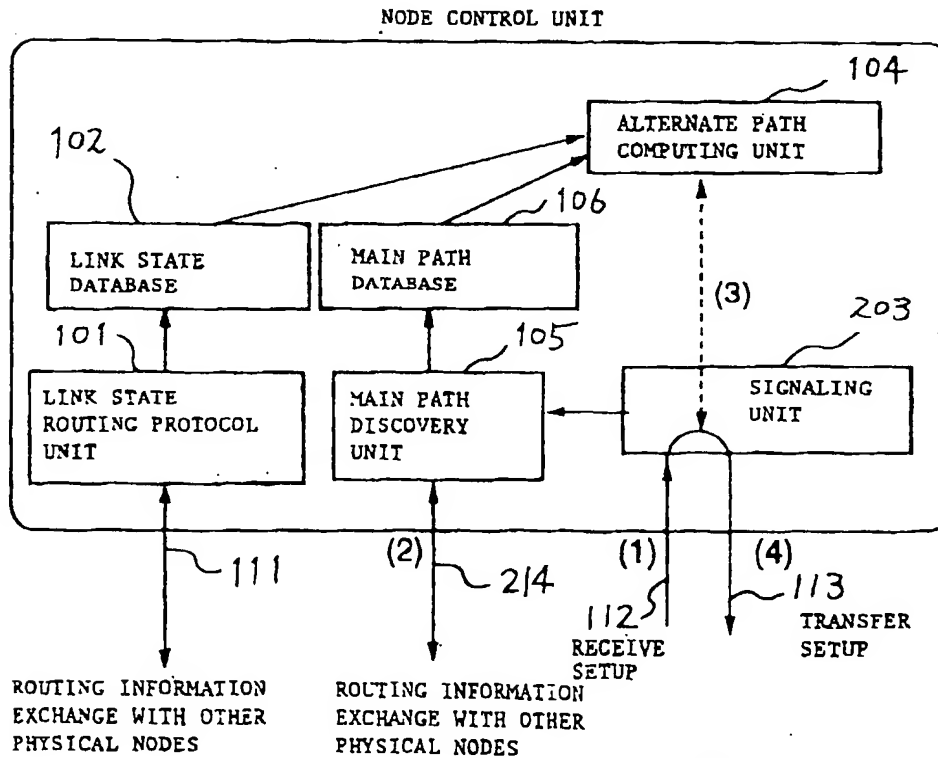 NODE CONTROL UNIT
104
ALTERNATE PATH
COMPUTING UNIT
102
106
LINK STATE
DATABASE
MAIN PATH
DATABASE
(3)
203
101
105
LINK STATE
ROUTING PROTOCOL
UNIT
MAIN PATH
DISCOVERY
UNIT
SIGNALING
UNIT
111
(2)
214
(1)
(4)
112
113
RECEIVE
SETUP
TRANSFER
SETUP
ROUTING INFORMATION
EXCHANGE WITH OTHER
PHYSICAL NODES
ROUTING INFORMATION
EXCHANGE WITH OTHER
PHYSICAL NODES